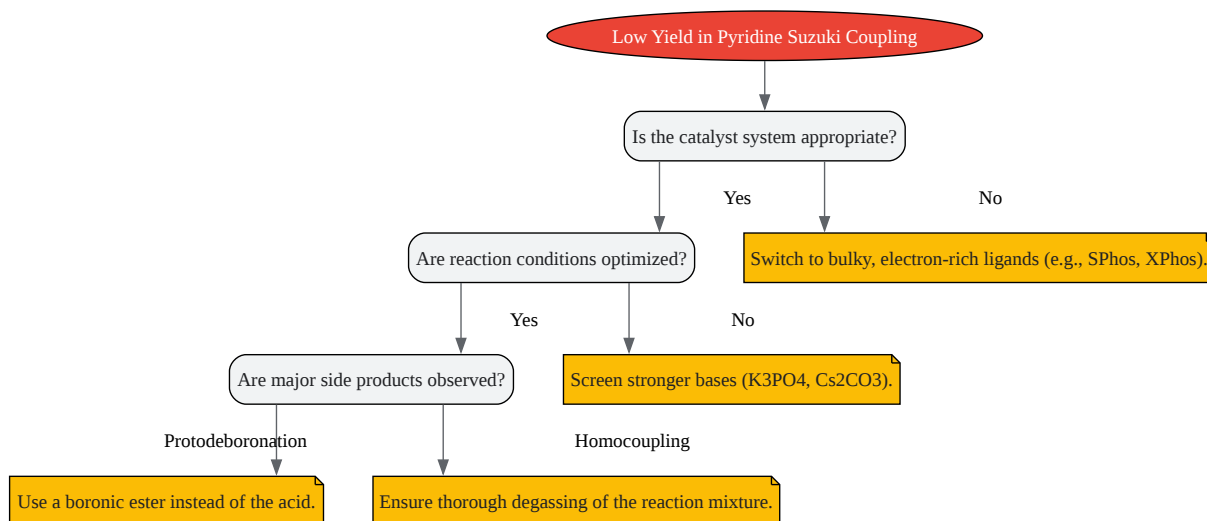 Low Yield in Pyridine Suzuki Coupling
Is the catalyst system appropriate?
Yes
No
Are reaction conditions optimized?
Switch to bulky, electron-rich ligands (e.g., SPhos, XPhos).
Yes
No
Are major side products observed?
Screen stronger bases (K3PO4, Cs2CO3).
Protodeboronation
Homocoupling
Use a boronic ester instead of the acid.
Ensure thorough degassing of the reaction mixture.